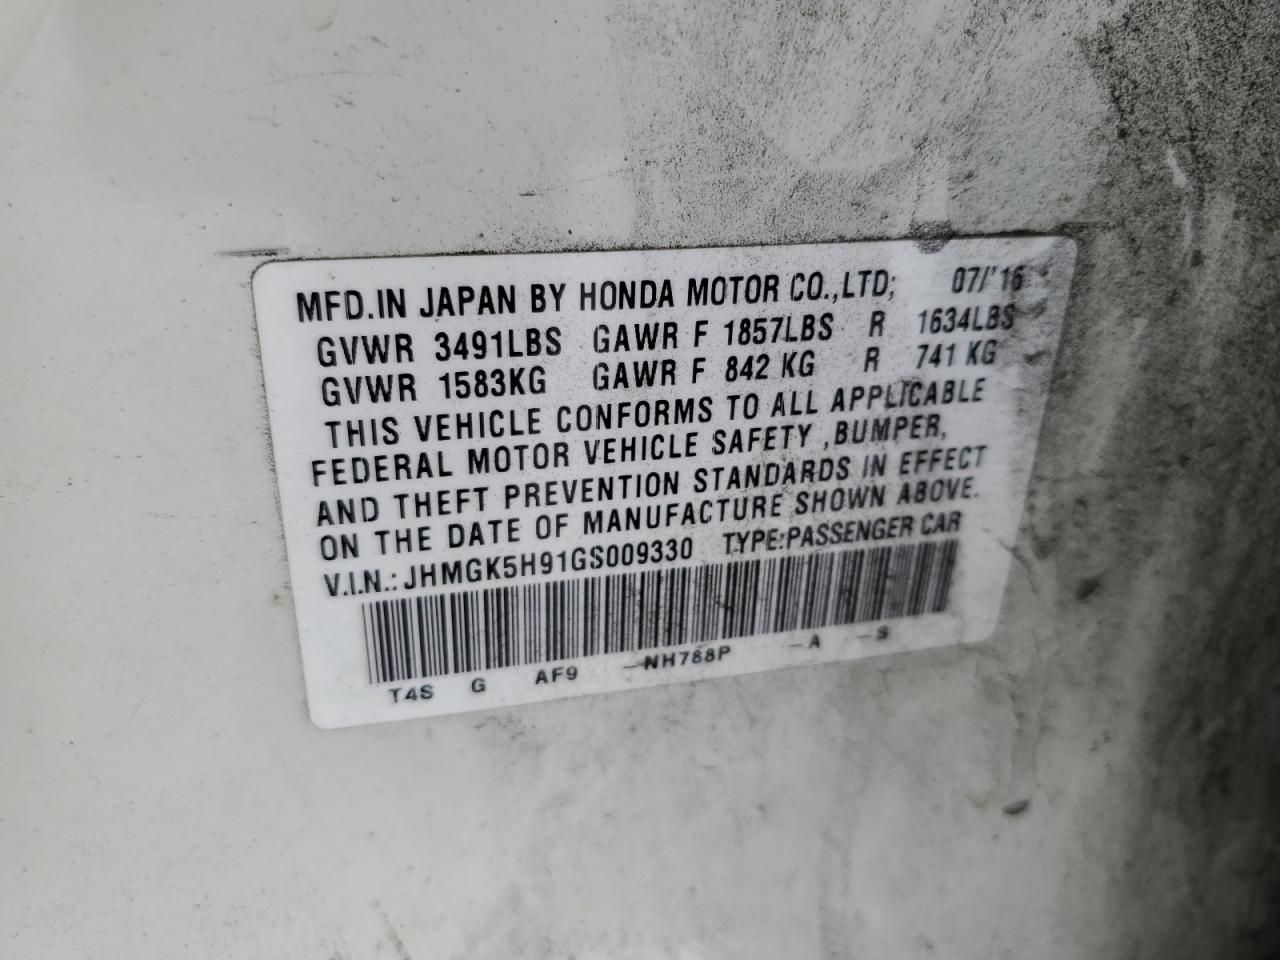 MFD.IN JAPAN BY HONDA MOTOR CO.,LTD; 07/'16
GVWR 3491LBS GAWR F 1857LBS R 1634LBS
GVWR 1583KG GAWR F 842 KG R 741 KG
THIS VEHICLE CONFORMS TO ALL APPLICABLE
FEDERAL MOTOR VEHICLE SAFETY ,BUMPER,
AND THEFT PREVENTION STANDARDS IN EFFECT
ON THE DATE OF MANUFACTURE SHOWN ABOVE.
V.I.N.: JHMGK5H91GS009330 TYPE:PASSENGER CAR
T4S G AF9 –NH788P –A –S